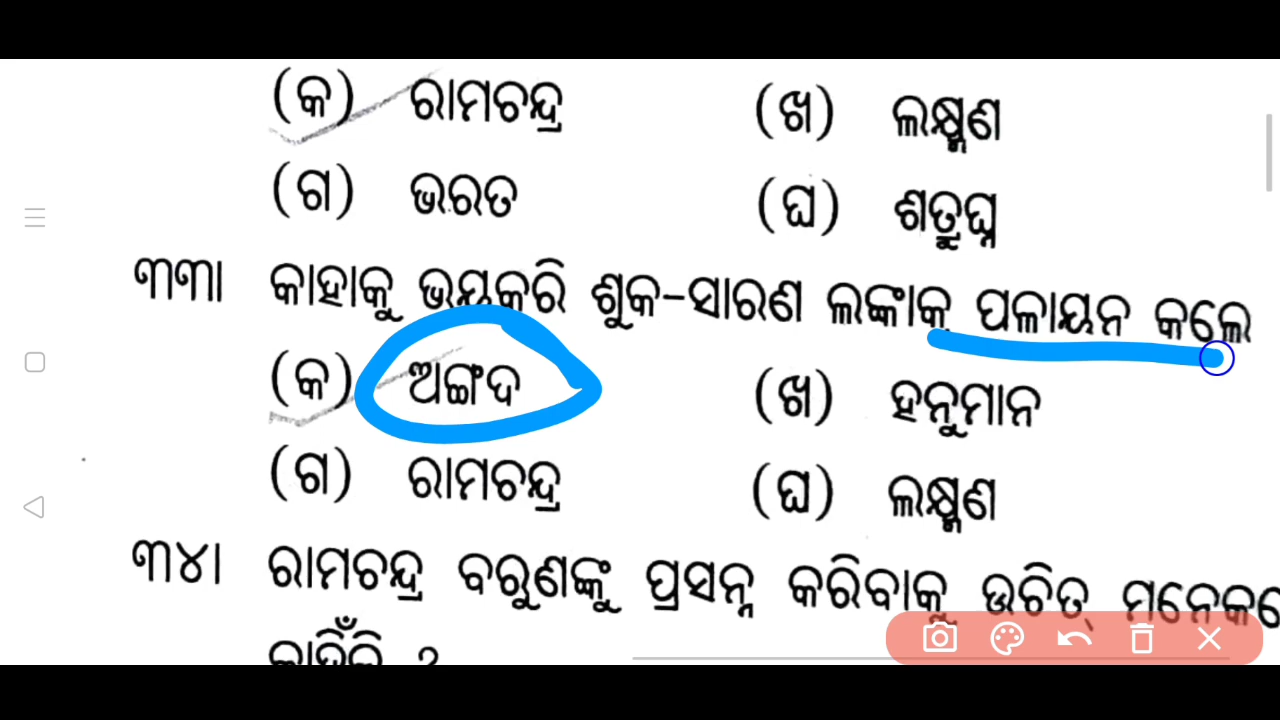 (କ) ରାମଚନ୍ଦ୍ର (ଖ) ଲକ୍ଷ୍ମଣ
(ଗ) ଭରତ (ଘ) ଶତ୍ରୁଘ୍ନ
୩୩। କାହାକୁ ଭୟକରି ଶୁକ-ସାରଣ ଲଙ୍କାକୁ ପଳାୟନ କଲେ
(କ) ଅଙ୍ଗଦ (ଖ) ହନୁମାନ
(ଗ) ରାମଚନ୍ଦ୍ର (ଘ) ଲକ୍ଷ୍ମଣ
୩୪। ରାମଚନ୍ଦ୍ର ବରୁଣଙ୍କୁ ପ୍ରସନ୍ନ କରିବାକୁ ଉଚିତ୍
କାହିଁକି ?